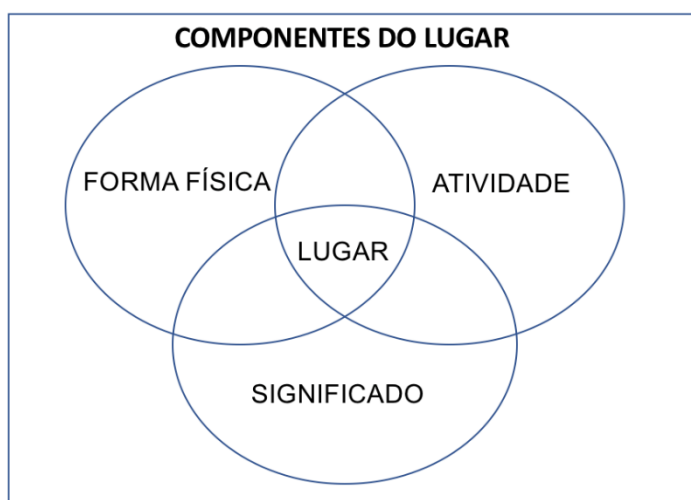 COMPONENTES DO LUGAR
FORMA FÍSICA
ATIVIDADE
LUGAR
SIGNIFICADO